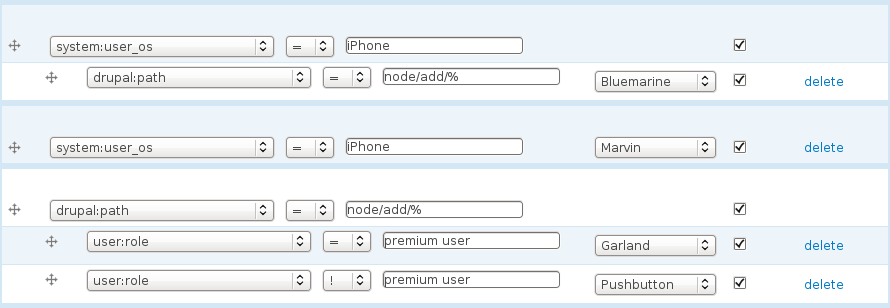 system:user_os = iPhone
drupal:path = node/add/% Bluemarine delete
system:user_os = iPhone Marvin delete
drupal:path = node/add/%
user:role = premium user Garland delete
user:role ! premium user Pushbutton delete